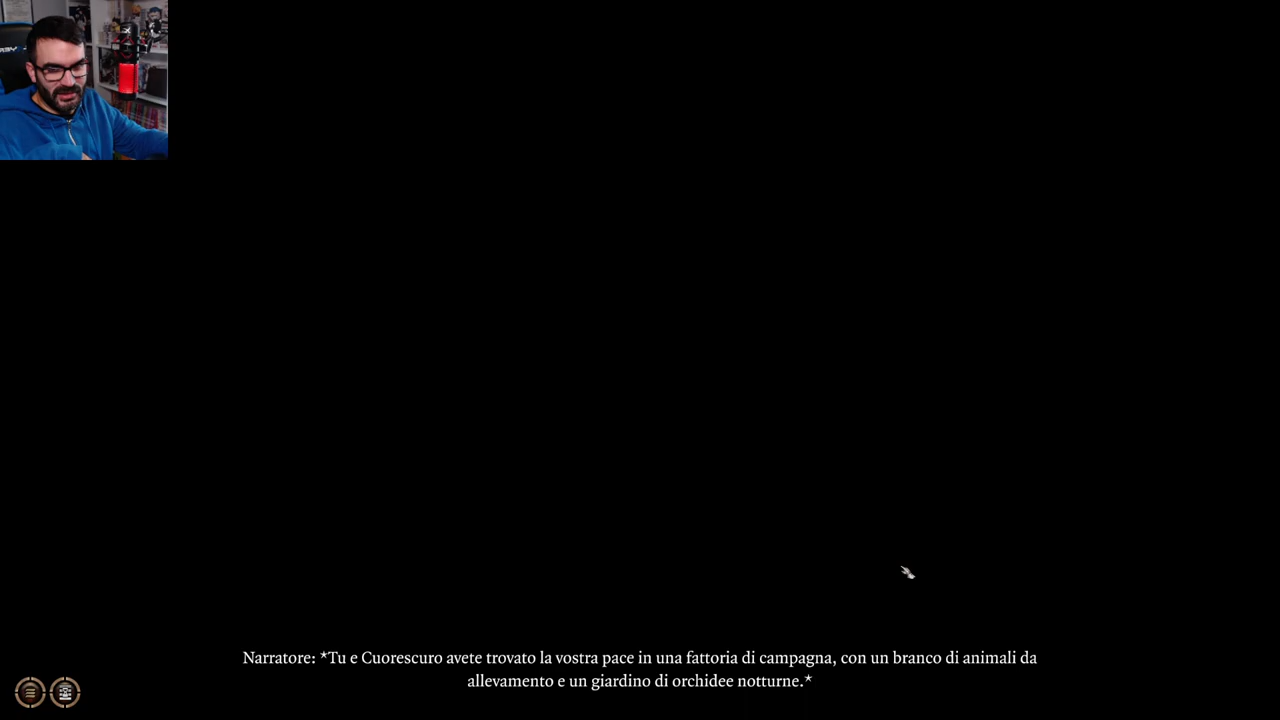 Narratore: *Tu e Cuorescuro avete trovato la vostra pace in una fattoria di campagna, con un branco di animali da
allevamento e un giardino di orchidee notturne.*